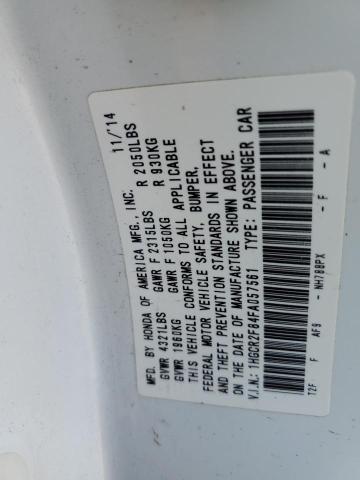 MFD. BY HONDA OF AMERICA MFG., INC. 11/'14
GVWR 4321LBS GAWR F 2315LBS R 2050LBS
GVWR 1960KG GAWR F 1050KG R 930KG
THIS VEHICLE CONFORMS TO ALL APPLICABLE
FEDERAL MOTOR VEHICLE SAFETY, BUMPER,
AND THEFT PREVENTION STANDARDS IN EFFECT
ON THE DATE OF MANUFACTURE SHOWN ABOVE.
V.I.N.: 1HGCR2F84FA057561 TYPE: PASSENGER CAR
T2F F AF9 - NH788PX - F - A